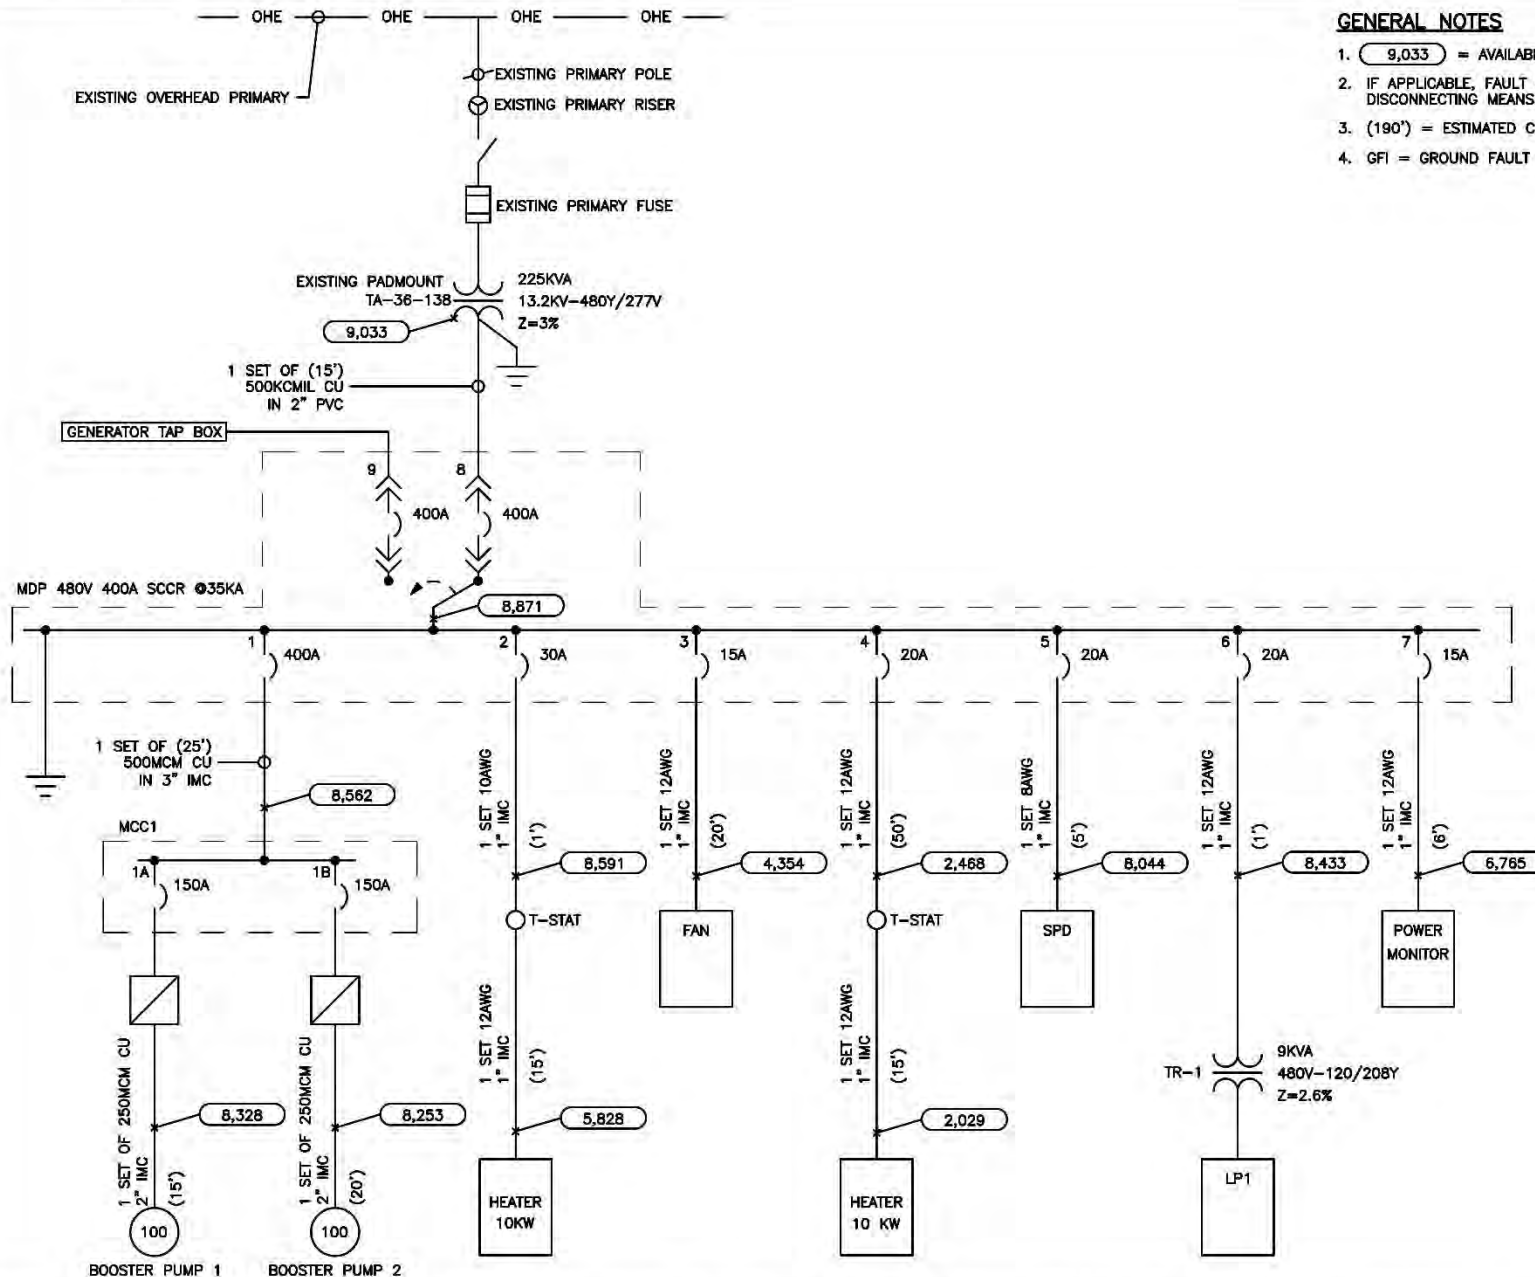 OHE OHE OHE OHE
EXISTING OVERHEAD PRIMARY
EXISTING PRIMARY POLE
EXISTING PRIMARY RISER
EXISTING PRIMARY FUSE
GENERAL NOTES
1. 9,033 = AVAILABL
2. IF APPLICABLE, FAULT
DISCONNECTING MEANS
3. (190') = ESTIMATED C
4. GFI = GROUND FAULT
EXISTING PADMOUNT
TA-36-138
225KVA
13.2KV-480Y/277V
Z=3%
9,033
1 SET OF (15')
500KCMIL CU
IN 2" PVC
GENERATOR TAP BOX
9
8
400A
400A
MDP 480V 400A SCCR @35KA
8,871
1
400A
2
30A
3
15A
4
20A
5
20A
6
20A
7
15A
1 SET OF (25')
500MCM CU
IN 3" IMC
8,562
MCC1
1A
150A
1B
150A
1 SET OF 250MCM CU
2" IMC
(15')
8,328
100
BOOSTER PUMP 1
1 SET OF 250MCM CU
2" IMC
(20')
8,253
100
BOOSTER PUMP 2
1 SET 10AWG
1" IMC
(1')
8,591
T-STAT
1 SET 12AWG
1" IMC
(15')
5,828
HEATER
10KW
1 SET 12AWG
1" IMC
(20')
4,354
FAN
1 SET 12AWG
1" IMC
(50')
2,468
T-STAT
1 SET 12AWG
1" IMC
(15')
2,029
HEATER
10 KW
1 SET 8AWG
1" IMC
(5')
8,044
SPD
1 SET 12AWG
1" IMC
(1')
8,433
TR-1
9KVA
480V-120/208Y
Z=2.6%
LP1
1 SET 12AWG
1" IMC
(6')
6,765
POWER
MONITOR